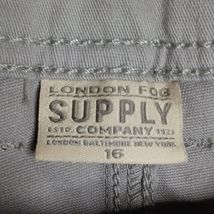 LONDON FOG
SUPPLY
ESTD. COMPANY 1923
LONDON BALTIMORE NEW YORK
16